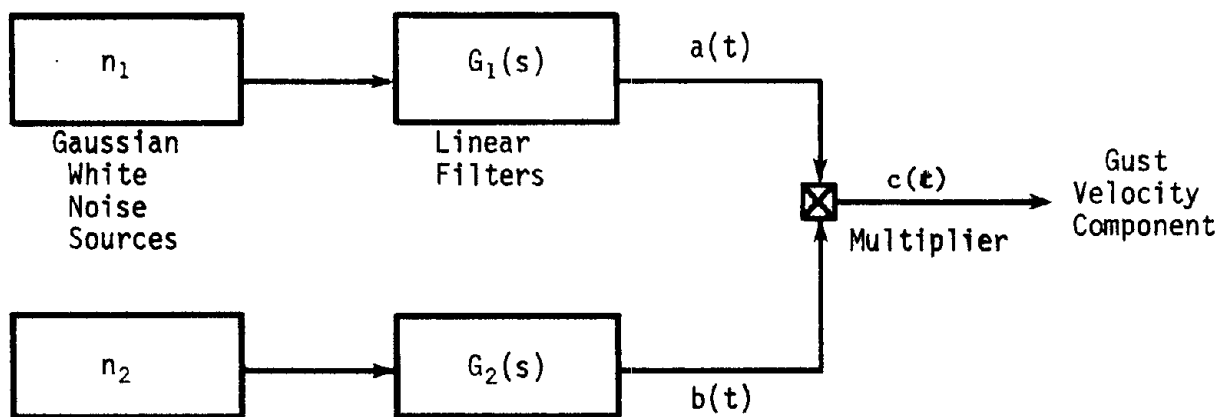 n₁
G₁(s)
a(t)
Gaussian
White
Noise
Sources
Linear
Filters
c(t)
Gust
Velocity
Component
Multiplier
n₂
G₂(s)
b(t)